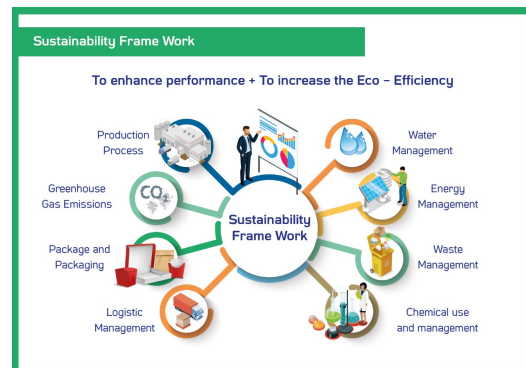 Sustainability Frame Work
To enhance performance + To increase the Eco – Efficiency
Production
Process
Greenhouse
Gas Emissions
CO2
Package and
Packaging
Logistic
Management
Sustainability
Frame Work
Water
Management
Energy
Management
Waste
Management
Chemical use
and management